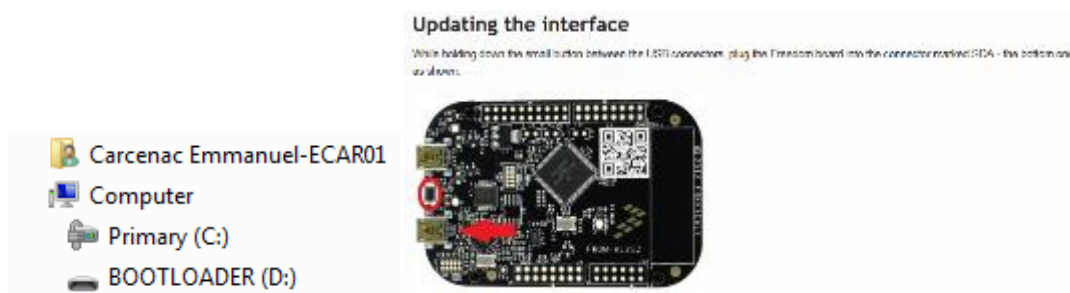 Updating the interface
While holding down the small button between the USB connectors, plug the Freedom board into the connector marked SDA - the bottom one
as shown.
Carcenac Emmanuel-ECAR01
Computer
Primary (C:)
BOOTLOADER (D:)